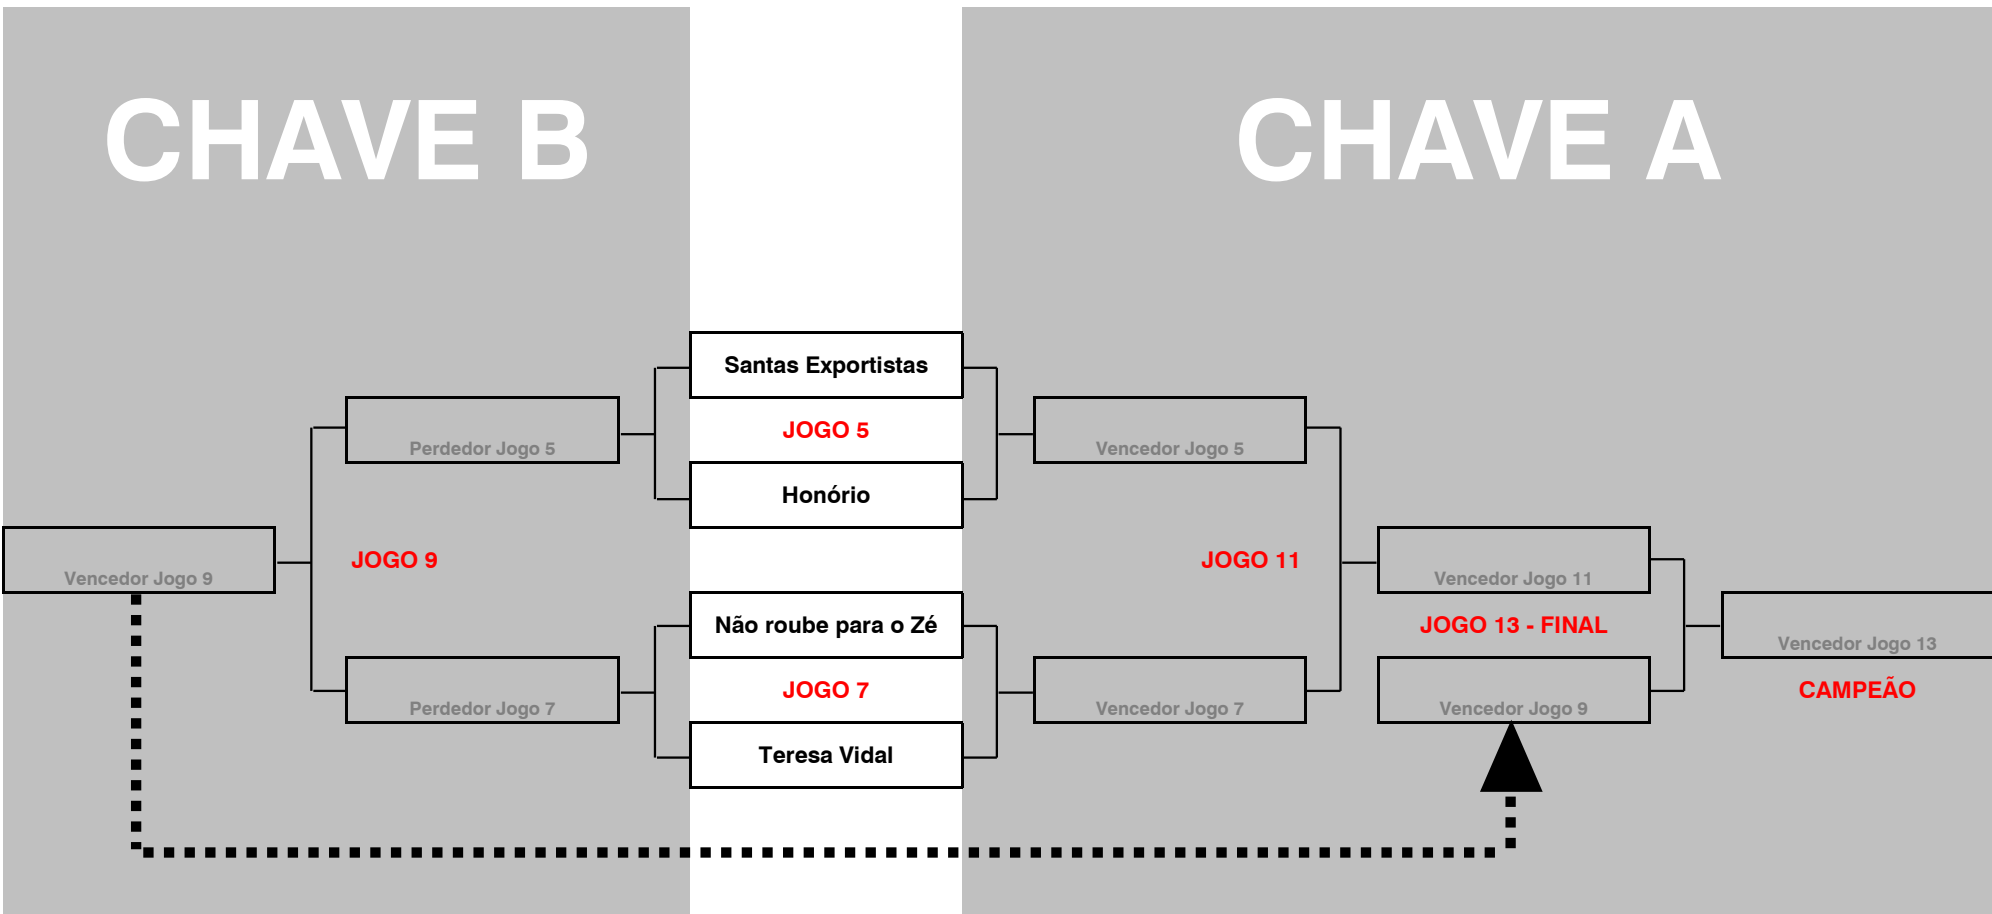 CHAVE B
CHAVE A
Santas Exportistas
Perdedor Jogo 5
JOGO 5
Vencedor Jogo 5
Honório
Vencedor Jogo 9
JOGO 9
JOGO 11
Vencedor Jogo 11
Não roube para o Zé
JOGO 13 - FINAL
Vencedor Jogo 13
Perdedor Jogo 7
JOGO 7
Vencedor Jogo 7
Vencedor Jogo 9
CAMPEÃO
Teresa Vidal